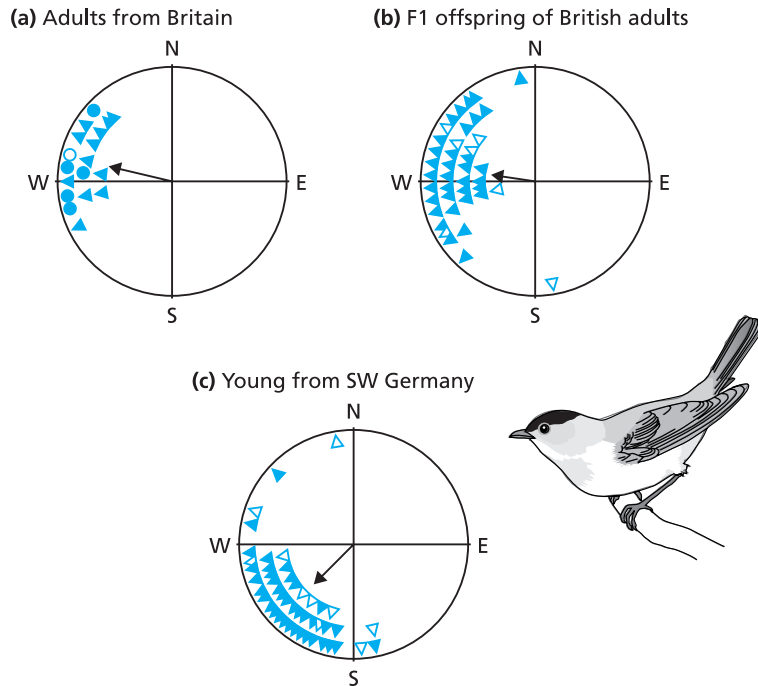 (a) Adults from Britain
N
W
E
S
(b) F1 offspring of British adults
N
W
E
S
(c) Young from SW Germany
N
W
E
S